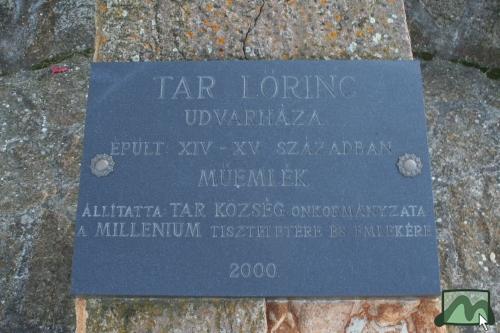 TAR LŐRINC
UDVARHÁZA
ÉPÜLT XIV - XV SZÁZADBAN
MŰEMLÉK
ÁLLÍTATTA: TAR KÖZSÉG ÖNKORMÁNYZATA
A MILLENIUM TISZTELETÉRE ÉS EMLÉKÉRE
2000.